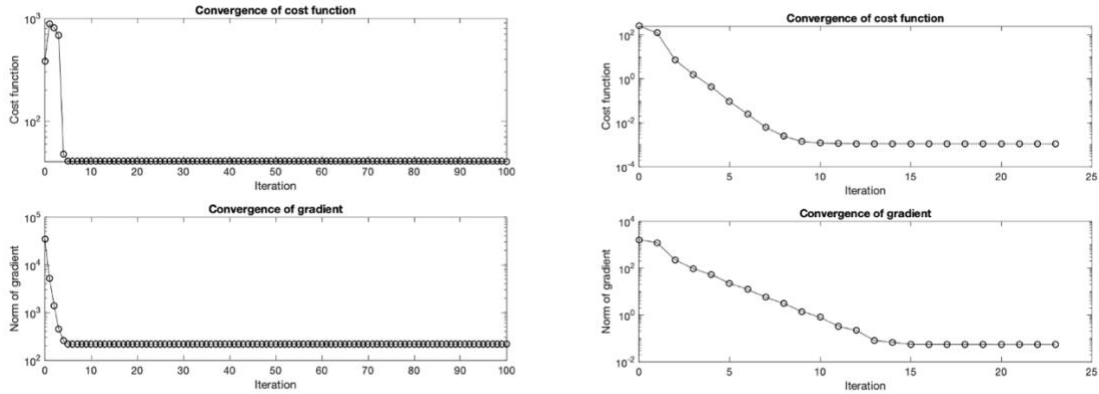 Convergence of cost function
10^3
10^2
Cost function
0 10 20 30 40 50 60 70 80 90 100
Iteration
Convergence of gradient
10^5
10^4
10^3
10^2
Norm of gradient
0 10 20 30 40 50 60 70 80 90 100
Iteration
Convergence of cost function
10^2
10^0
10^-2
10^-4
Cost function
0 5 10 15 20 25
Iteration
Convergence of gradient
10^4
10^2
10^0
10^-2
Norm of gradient
0 5 10 15 20 25
Iteration